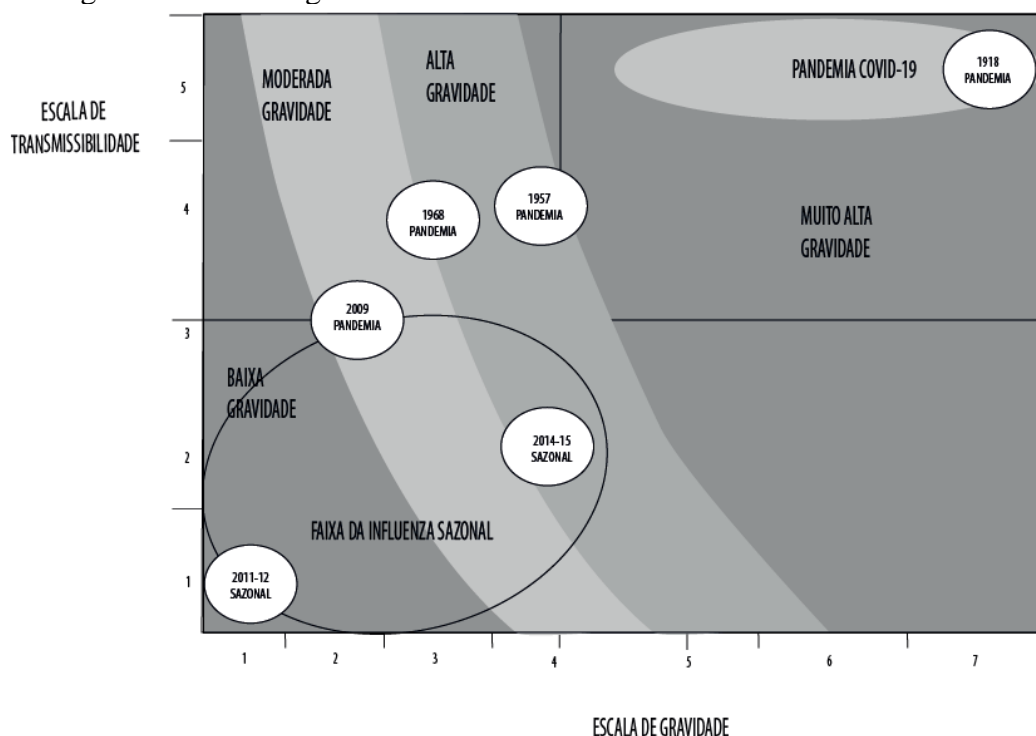 5
4
3
2
1
ESCALA DE
TRANSMISSIBILIDADE
MODERADA
GRAVIDADE
ALTA
GRAVIDADE
PANDEMIA COVID-19
1918
PANDEMIA
1968
PANDEMIA
1957
PANDEMIA
MUITO ALTA
GRAVIDADE
2009
PANDEMIA
BAIXA
GRAVIDADE
2014-15
SAZONAL
FAIXA DA INFLUENZA SAZONAL
2011-12
SAZONAL
1 2 3 4 5 6 7
ESCALA DE GRAVIDADE